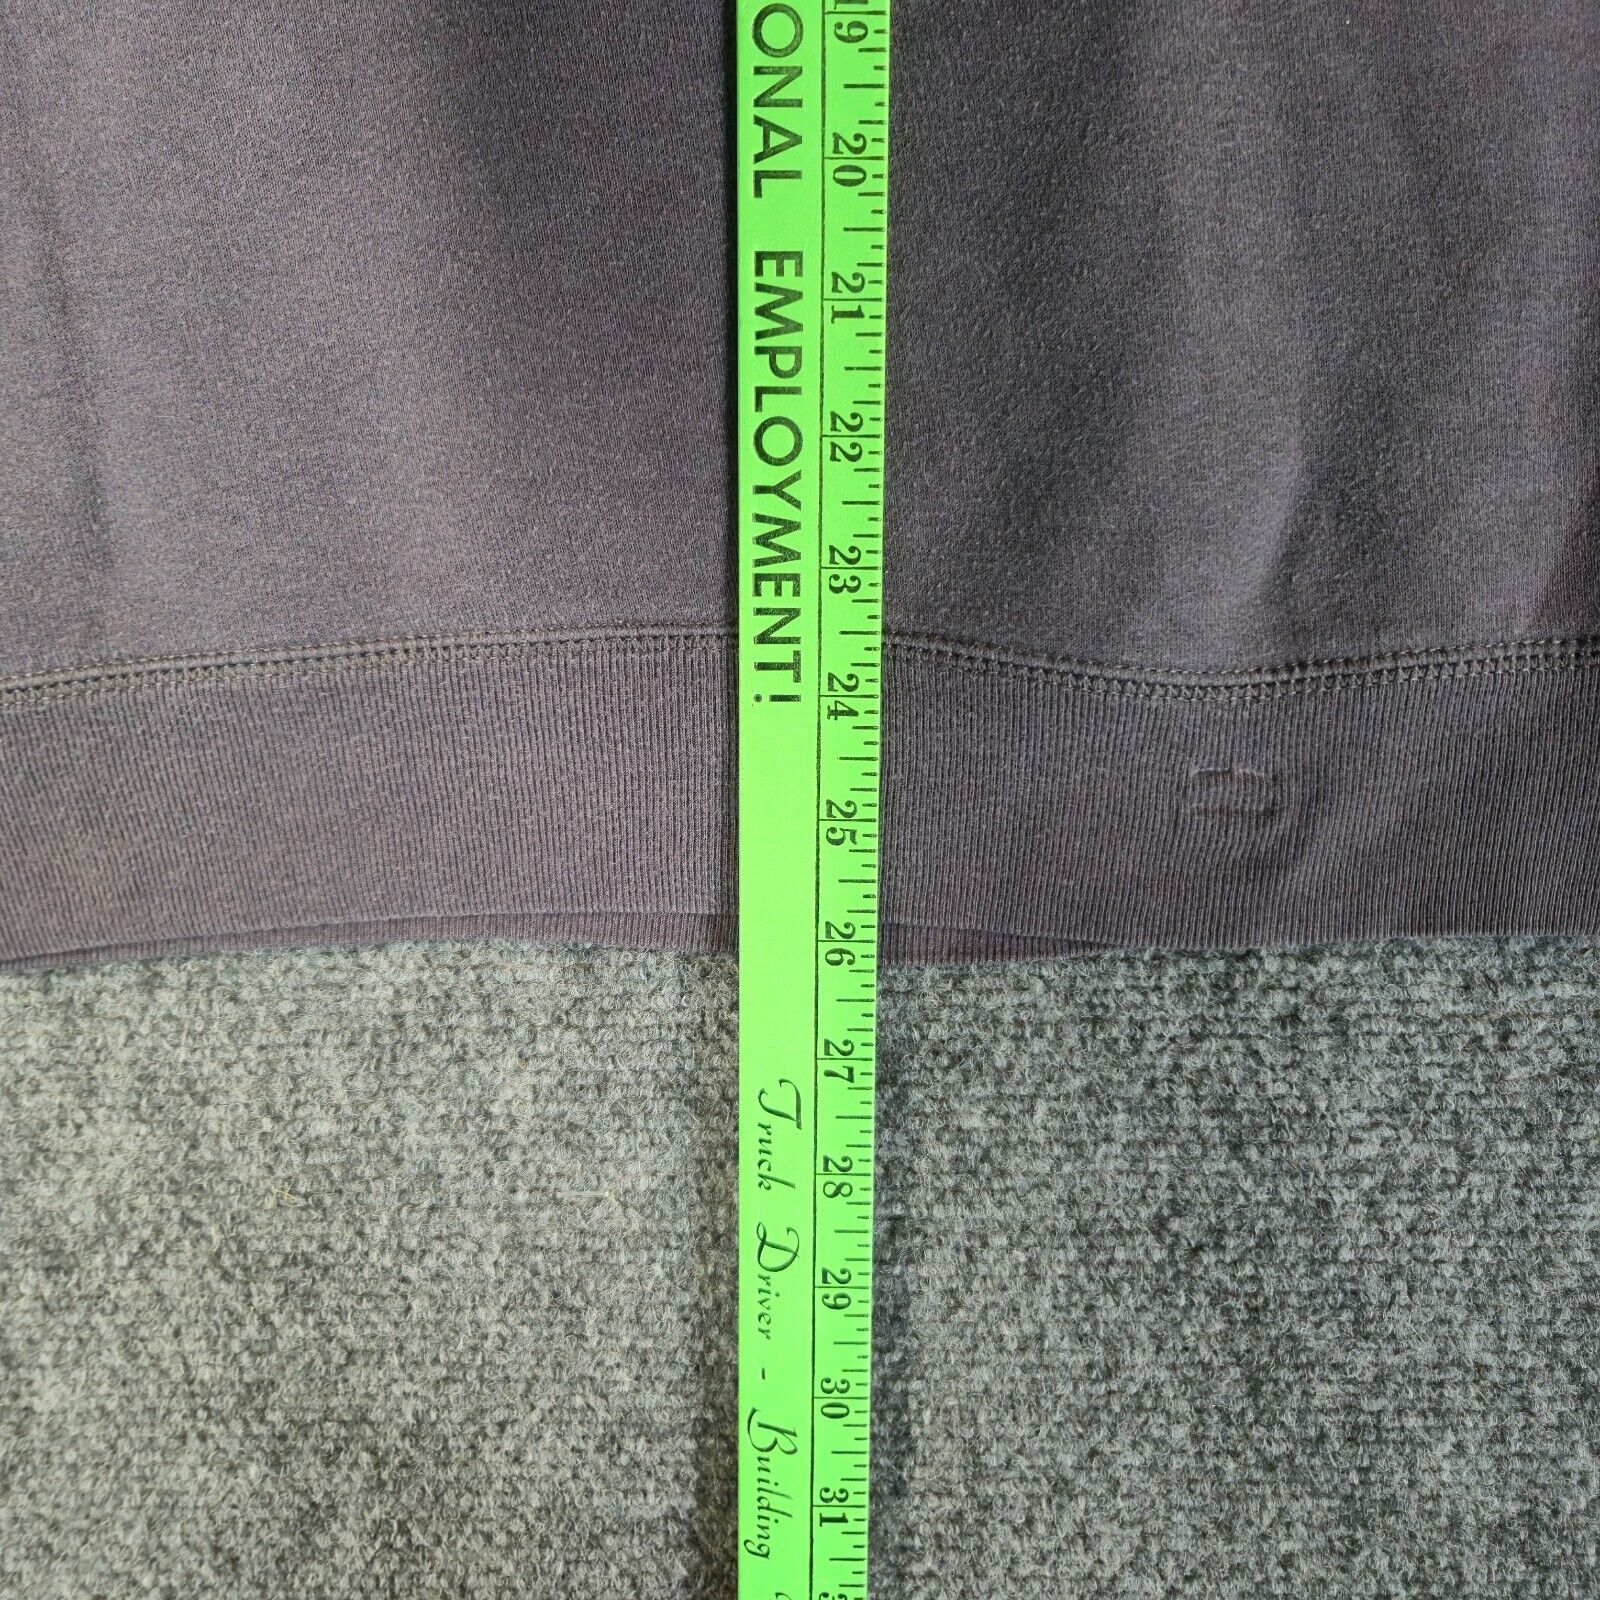 ONAL EMPLOYMENT!
Truck Driver - Building
19 20 21 22 23 24 25 26 27 28 29 30 31